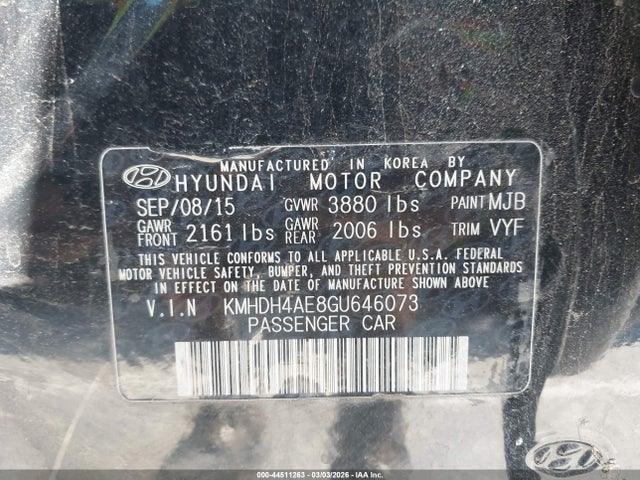 MANUFACTURED IN KOREA BY
HYUNDAI MOTOR COMPANY
SEP/08/15 GVWR 3880 lbs PAINT MJB
GAWR FRONT 2161 lbs GAWR REAR 2006 lbs TRIM VYF
THIS VEHICLE CONFORMS TO ALL APPLICABLE U.S.A. FEDERAL
MOTOR VEHICLE SAFETY, BUMPER, AND THEFT PREVENTION STANDARDS
IN EFFECT ON THE DATE OF MANUFACTURE SHOWN ABOVE
V.I.N KMHDH4AE8GU646073
PASSENGER CAR
000-44511263 - 03/03/2026 - IAA Inc.